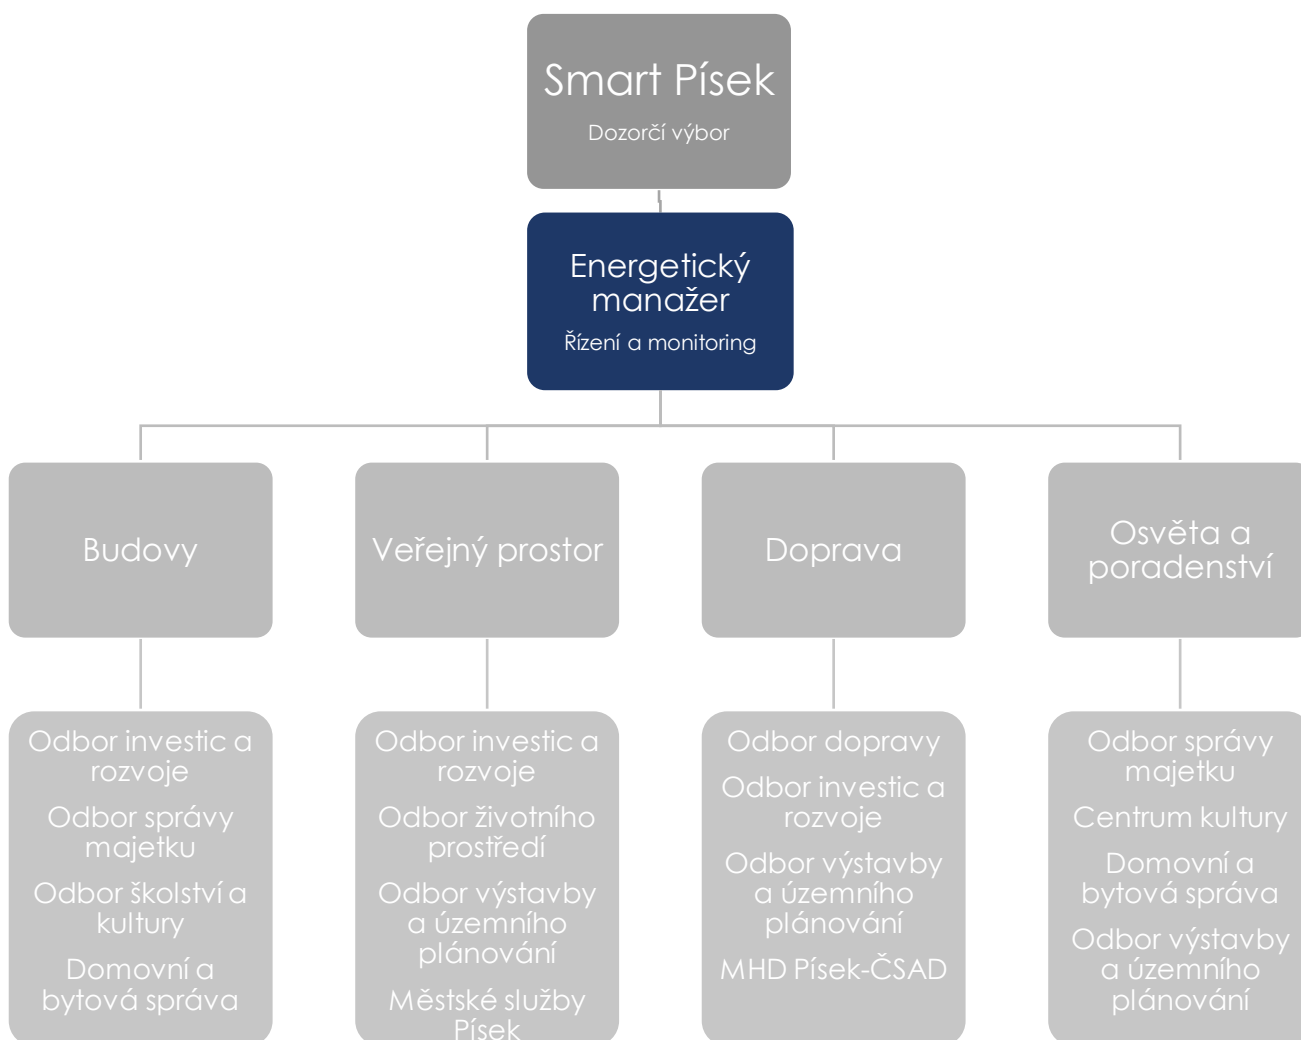 Smart Písek
Dozorčí výbor
Energetický
manažer
Řízení a monitoring
Budovy
Veřejný prostor
Doprava
Osvěta a
poradenství
Odbor investic a
rozvoje
Odbor správy
majetku
Odbor školství a
kultury
Domovní a
bytová správa
Odbor investic a
rozvoje
Odbor životního
prostředí
Odbor výstavby
a územního
plánování
Městské služby
Písek
Odbor dopravy
Odbor investic a
rozvoje
Odbor výstavby
a územního
plánování
MHD Písek-ČSAD
Odbor správy
majetku
Centrum kultury
Domovní a
bytová správa
Odbor výstavby
a územního
plánování